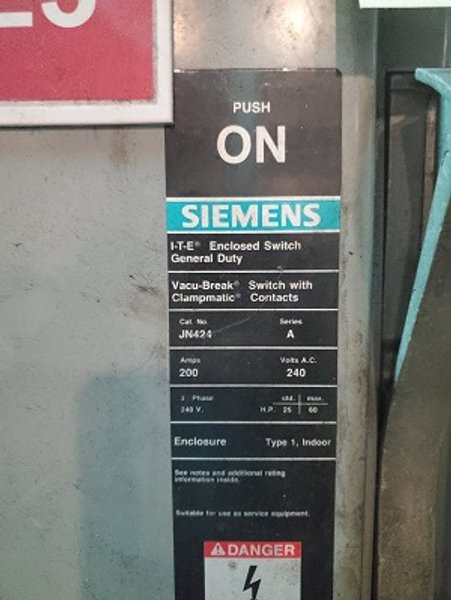 PUSH
ON
SIEMENS
I-T-E® Enclosed Switch
General Duty
Vacu-Break® Switch with
Clampmatic® Contacts
Cat. No. Series
JN424 A
Amps Volts A.C.
200 240
3 Phase std. max.
240 V. H.P. 25 60
Enclosure Type 1, Indoor
See notes and additional rating
information inside.
Suitable for use as service equipment.
DANGER